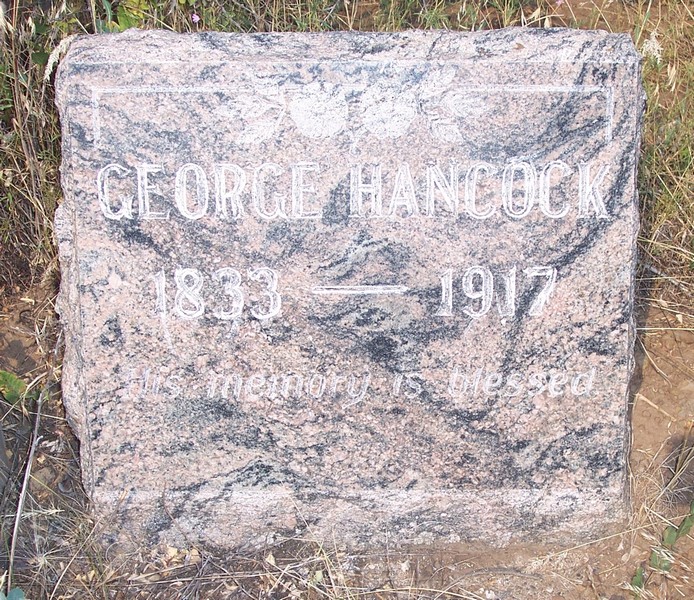 GEORGE HANCOCK
1833 — 1917
His memory is blessed